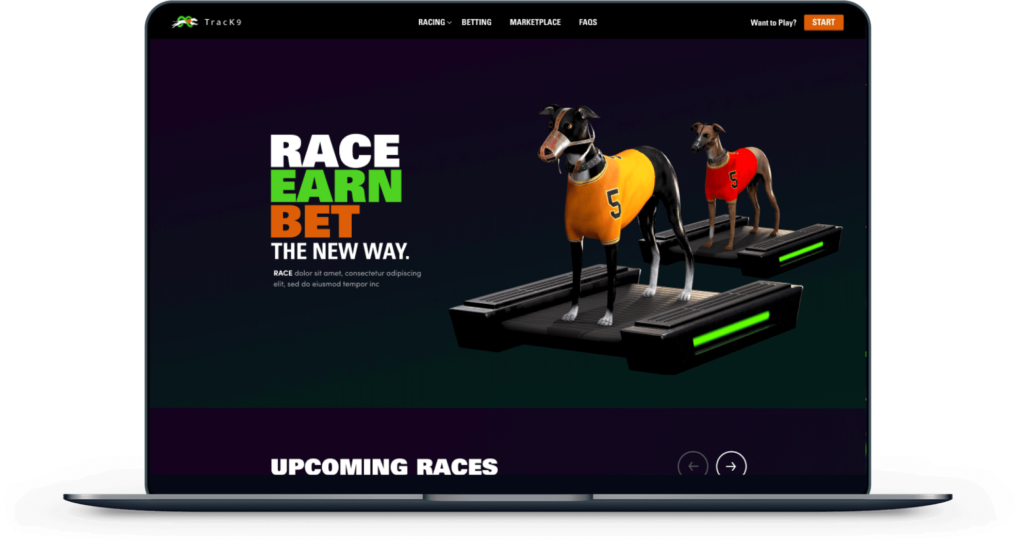 TracK9
RACING BETTING MARKETPLACE FAQS
Want to Play? START
RACE
EARN
BET
THE NEW WAY.
RACE dolor sit amet, consectetur adipiscing
elit, sed do eiusmod tempor inc
5
5
UPCOMING RACES